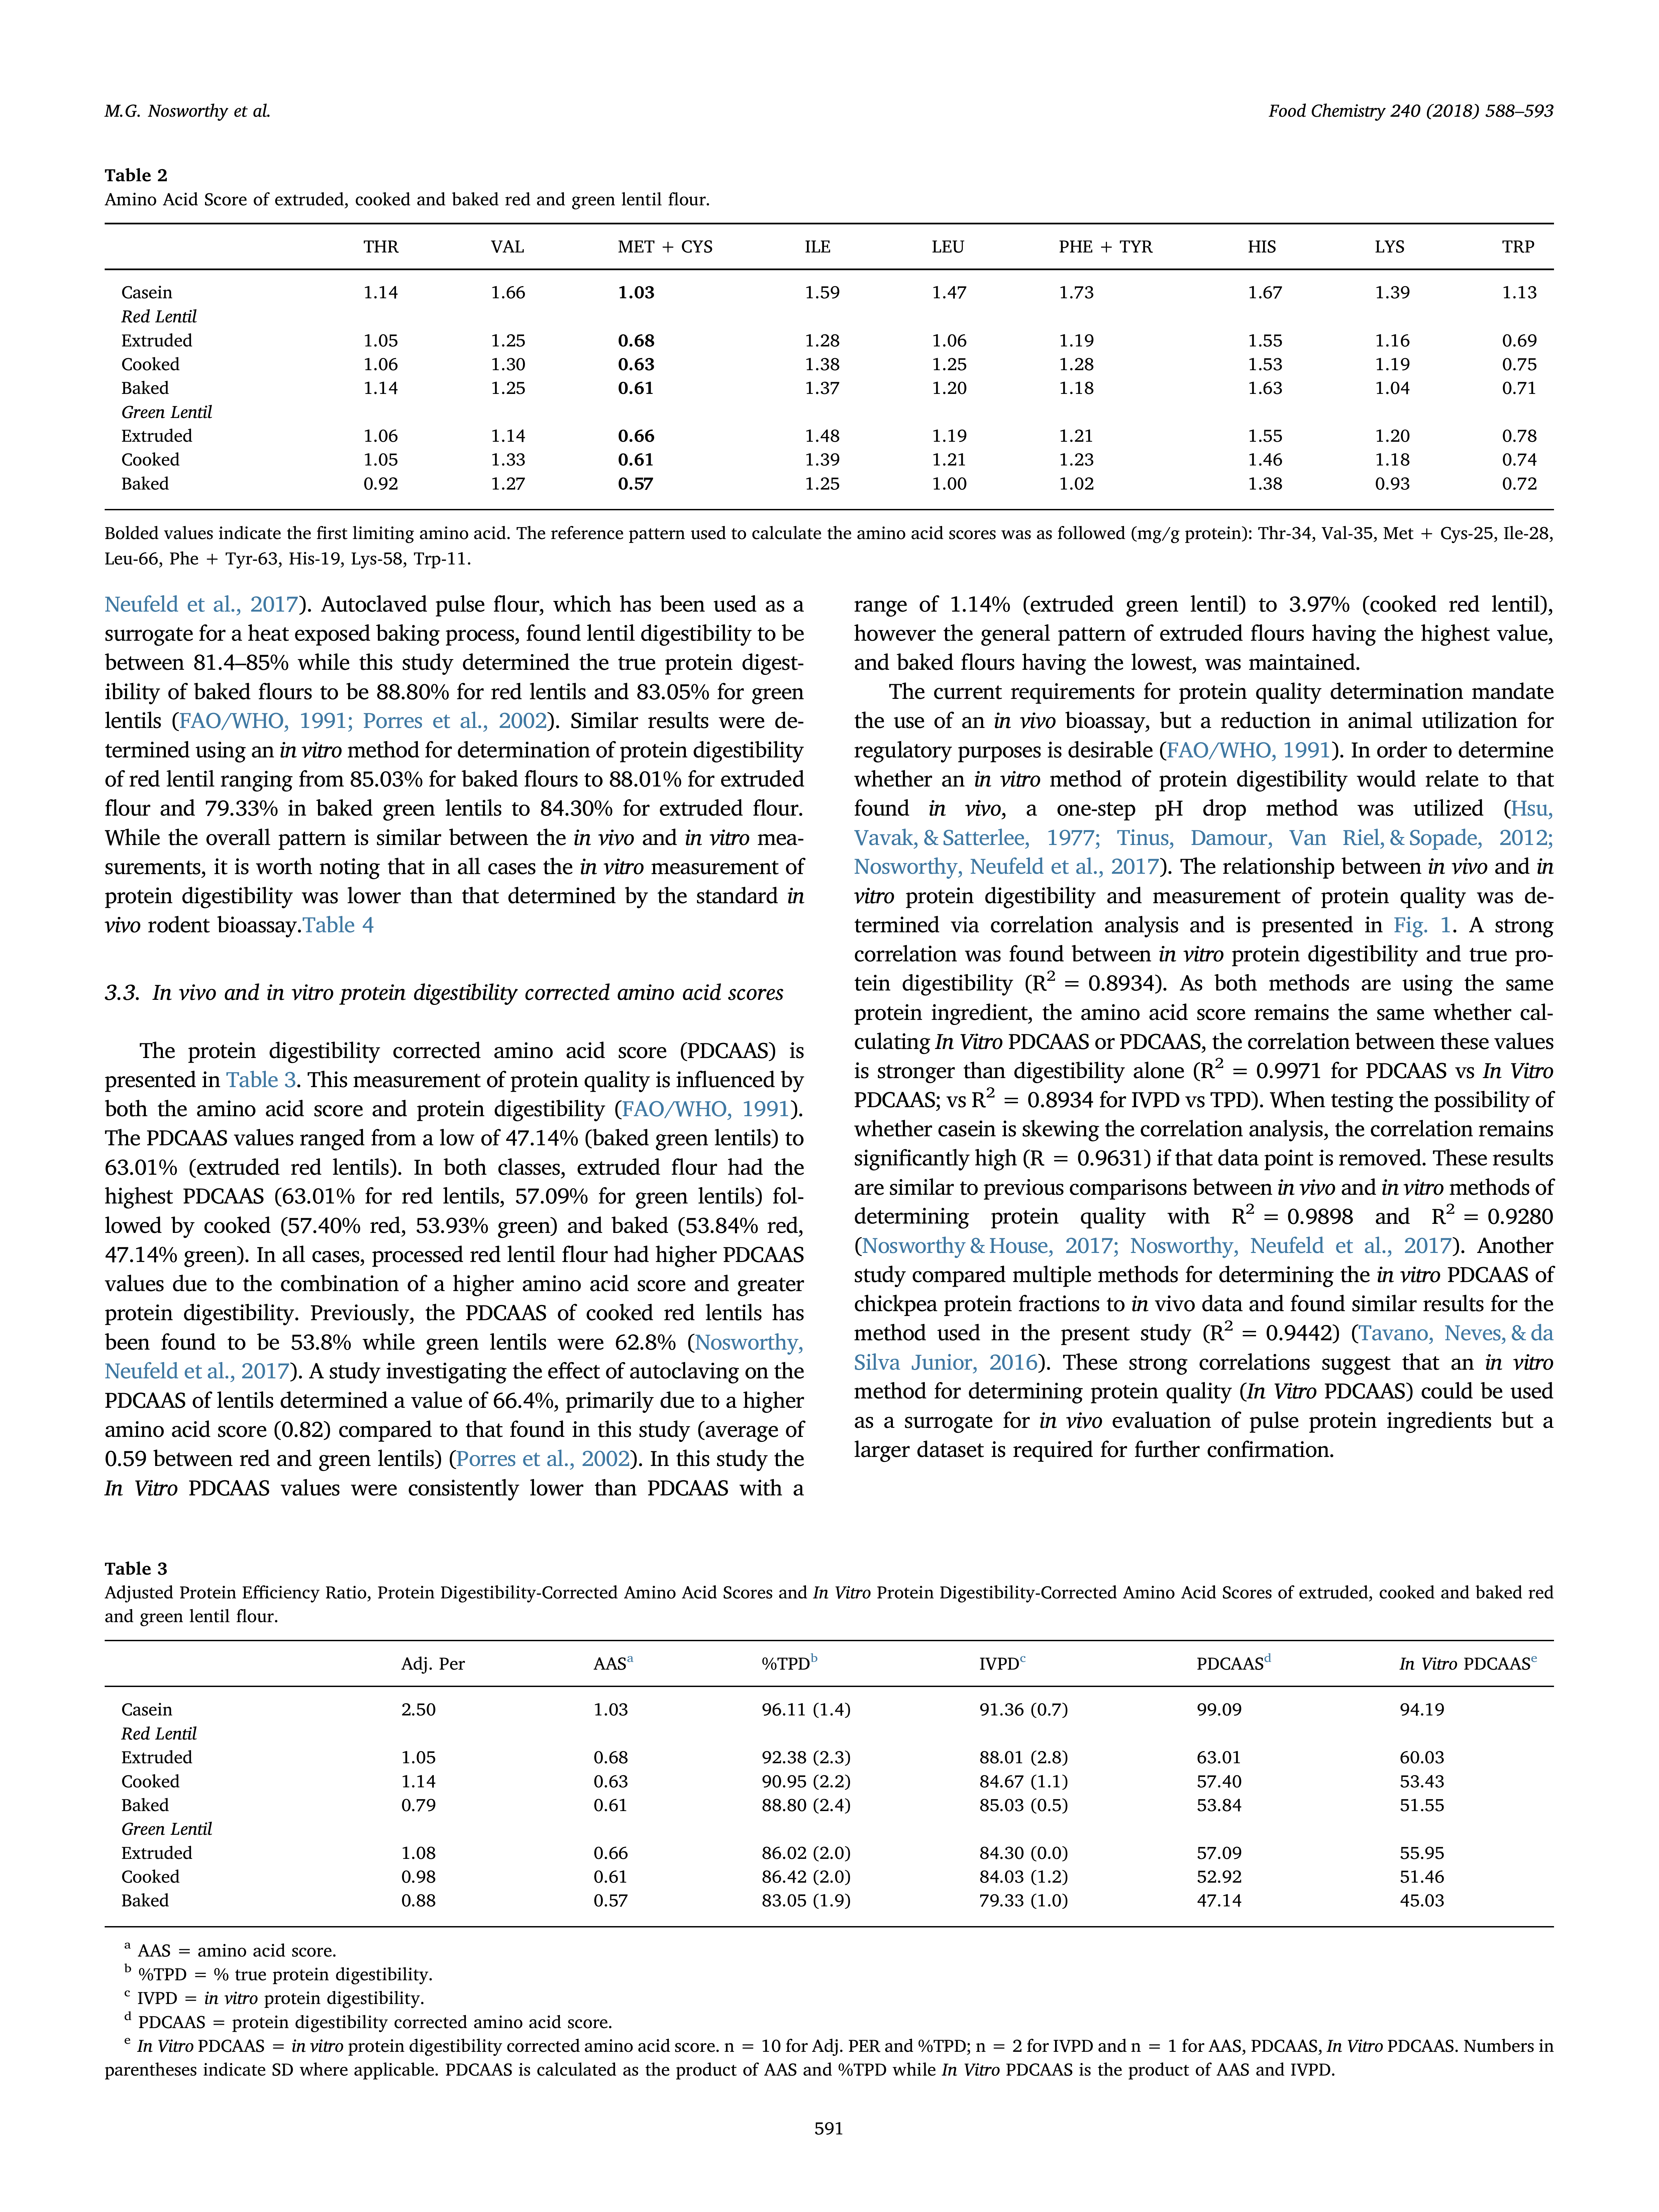 M.G. Nosworthy et al.
Food Chemistry 240 (2018) 588–593
Table 2
Amino Acid Score of extruded, cooked and baked red and green lentil flour.
THR VAL MET + CYS ILE LEU PHE + TYR HIS LYS TRP
Casein 1.14 1.66 1.03 1.59 1.47 1.73 1.67 1.39 1.13
Red Lentil
Extruded 1.05 1.25 0.68 1.28 1.06 1.19 1.55 1.16 0.69
Cooked 1.06 1.30 0.63 1.38 1.25 1.28 1.53 1.19 0.75
Baked 1.14 1.25 0.61 1.37 1.20 1.18 1.63 1.04 0.71
Green Lentil
Extruded 1.06 1.14 0.66 1.48 1.19 1.21 1.55 1.20 0.78
Cooked 1.05 1.33 0.61 1.39 1.21 1.23 1.46 1.18 0.74
Baked 0.92 1.27 0.57 1.25 1.00 1.02 1.38 0.93 0.72
Bolded values indicate the first limiting amino acid. The reference pattern used to calculate the amino acid scores was as followed (mg/g protein): Thr-34, Val-35, Met + Cys-25, Ile-28,
Leu-66, Phe + Tyr-63, His-19, Lys-58, Trp-11.
Neufeld et al., 2017). Autoclaved pulse flour, which has been used as a
surrogate for a heat exposed baking process, found lentil digestibility to be
between 81.4–85% while this study determined the true protein digest-
ibility of baked flours to be 88.80% for red lentils and 83.05% for green
lentils (FAO/WHO, 1991; Porres et al., 2002). Similar results were de-
termined using an in vitro method for determination of protein digestibility
of red lentil ranging from 85.03% for baked flours to 88.01% for extruded
flour and 79.33% in baked green lentils to 84.30% for extruded flour.
While the overall pattern is similar between the in vivo and in vitro mea-
surements, it is worth noting that in all cases the in vitro measurement of
protein digestibility was lower than that determined by the standard in
vivo rodent bioassay.Table 4
3.3. In vivo and in vitro protein digestibility corrected amino acid scores
The protein digestibility corrected amino acid score (PDCAAS) is
presented in Table 3. This measurement of protein quality is influenced by
both the amino acid score and protein digestibility (FAO/WHO, 1991).
The PDCAAS values ranged from a low of 47.14% (baked green lentils) to
63.01% (extruded red lentils). In both classes, extruded flour had the
highest PDCAAS (63.01% for red lentils, 57.09% for green lentils) fol-
lowed by cooked (57.40% red, 53.93% green) and baked (53.84% red,
47.14% green). In all cases, processed red lentil flour had higher PDCAAS
values due to the combination of a higher amino acid score and greater
protein digestibility. Previously, the PDCAAS of cooked red lentils has
been found to be 53.8% while green lentils were 62.8% (Nosworthy,
Neufeld et al., 2017). A study investigating the effect of autoclaving on the
PDCAAS of lentils determined a value of 66.4%, primarily due to a higher
amino acid score (0.82) compared to that found in this study (average of
0.59 between red and green lentils) (Porres et al., 2002). In this study the
In Vitro PDCAAS values were consistently lower than PDCAAS with a
range of 1.14% (extruded green lentil) to 3.97% (cooked red lentil),
however the general pattern of extruded flours having the highest value,
and baked flours having the lowest, was maintained.
The current requirements for protein quality determination mandate
the use of an in vivo bioassay, but a reduction in animal utilization for
regulatory purposes is desirable (FAO/WHO, 1991). In order to determine
whether an in vitro method of protein digestibility would relate to that
found in vivo, a one-step pH drop method was utilized (Hsu,
Vavak, & Satterlee, 1977; Tinus, Damour, Van Riel, & Sopade, 2012;
Nosworthy, Neufeld et al., 2017). The relationship between in vivo and in
vitro protein digestibility and measurement of protein quality was de-
termined via correlation analysis and is presented in Fig. 1. A strong
correlation was found between in vitro protein digestibility and true pro-
tein digestibility (R² = 0.8934). As both methods are using the same
protein ingredient, the amino acid score remains the same whether cal-
culating In Vitro PDCAAS or PDCAAS, the correlation between these values
is stronger than digestibility alone (R² = 0.9971 for PDCAAS vs In Vitro
PDCAAS; vs R² = 0.8934 for IVPD vs TPD). When testing the possibility of
whether casein is skewing the correlation analysis, the correlation remains
significantly high (R = 0.9631) if that data point is removed. These results
are similar to previous comparisons between in vivo and in vitro methods of
determining protein quality with R² = 0.9898 and R² = 0.9280
(Nosworthy & House, 2017; Nosworthy, Neufeld et al., 2017). Another
study compared multiple methods for determining the in vitro PDCAAS of
chickpea protein fractions to in vivo data and found similar results for the
method used in the present study (R² = 0.9442) (Tavano, Neves, & da
Silva Junior, 2016). These strong correlations suggest that an in vitro
method for determining protein quality (In Vitro PDCAAS) could be used
as a surrogate for in vivo evaluation of pulse protein ingredients but a
larger dataset is required for further confirmation.
Table 3
Adjusted Protein Efficiency Ratio, Protein Digestibility-Corrected Amino Acid Scores and In Vitro Protein Digestibility-Corrected Amino Acid Scores of extruded, cooked and baked red
and green lentil flour.
Adj. Per AASᵃ %TPDᵇ IVPDᶜ PDCAASᵈ In Vitro PDCAASᵉ
Casein 2.50 1.03 96.11 (1.4) 91.36 (0.7) 99.09 94.19
Red Lentil
Extruded 1.05 0.68 92.38 (2.3) 88.01 (2.8) 63.01 60.03
Cooked 1.14 0.63 90.95 (2.2) 84.67 (1.1) 57.40 53.43
Baked 0.79 0.61 88.80 (2.4) 85.03 (0.5) 53.84 51.55
Green Lentil
Extruded 1.08 0.66 86.02 (2.0) 84.30 (0.0) 57.09 55.95
Cooked 0.98 0.61 86.42 (2.0) 84.03 (1.2) 52.92 51.46
Baked 0.88 0.57 83.05 (1.9) 79.33 (1.0) 47.14 45.03
ᵃ AAS = amino acid score.
ᵇ %TPD = % true protein digestibility.
ᶜ IVPD = in vitro protein digestibility.
ᵈ PDCAAS = protein digestibility corrected amino acid score.
ᵉ In Vitro PDCAAS = in vitro protein digestibility corrected amino acid score. n = 10 for Adj. PER and %TPD; n = 2 for IVPD and n = 1 for AAS, PDCAAS, In Vitro PDCAAS. Numbers in
parentheses indicate SD where applicable. PDCAAS is calculated as the product of AAS and %TPD while In Vitro PDCAAS is the product of AAS and IVPD.
591